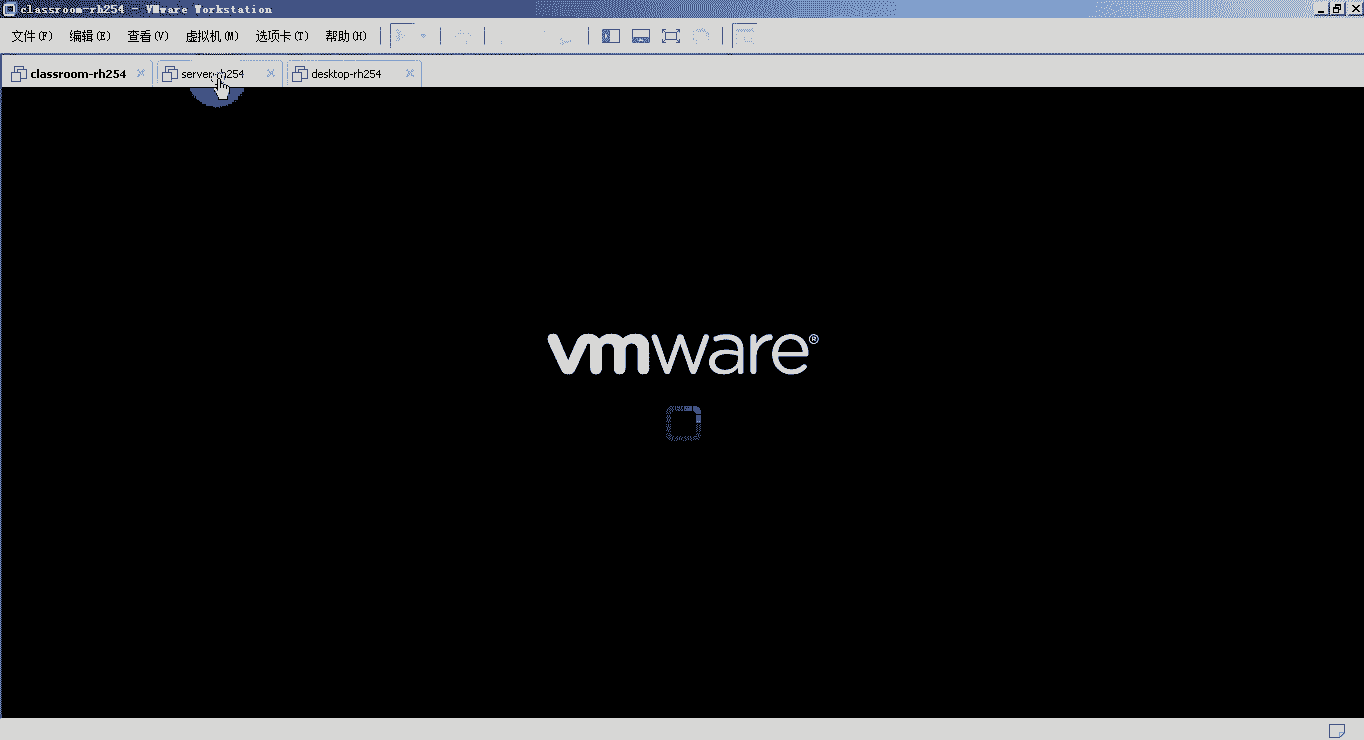 classroom-rh254 - VMware Workstation
文件(F) 编辑(E) 查看(V) 虚拟机(M) 选项卡(T) 帮助(H)
classroom-rh254 server-rh254 desktop-rh254
vmware®